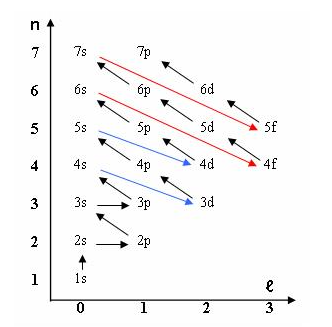 n
7 7s 7p
6 6s 6p 6d
5 5s 5p 5d 5f
4 4s 4p 4d 4f
3 3s 3p 3d
2 2s 2p
1 1s
ℓ
0 1 2 3